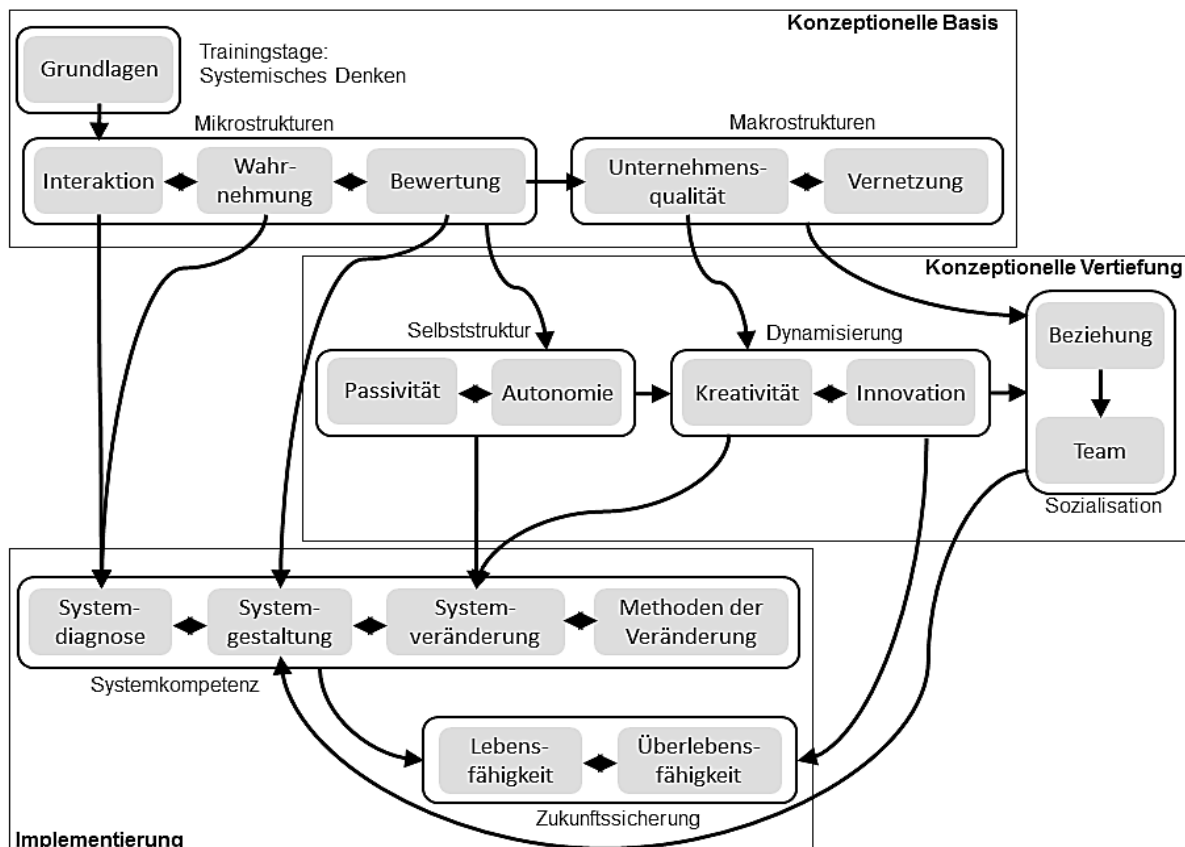 Konzeptionelle Basis
Grundlagen
Trainingstage:
Systemisches Denken
Mikrostrukturen
Makrostrukturen
Interaktion
Wahr-
nehmung
Bewertung
Unternehmens-
qualität
Vernetzung
Konzeptionelle Vertiefung
Selbststruktur
Dynamisierung
Beziehung
Passivität
Autonomie
Kreativität
Innovation
Team
Sozialisation
System-
diagnose
System-
gestaltung
System-
veränderung
Methoden der
Veränderung
Systemkompetenz
Lebens-
fähigkeit
Überlebens-
fähigkeit
Zukunftssicherung
Implementierung